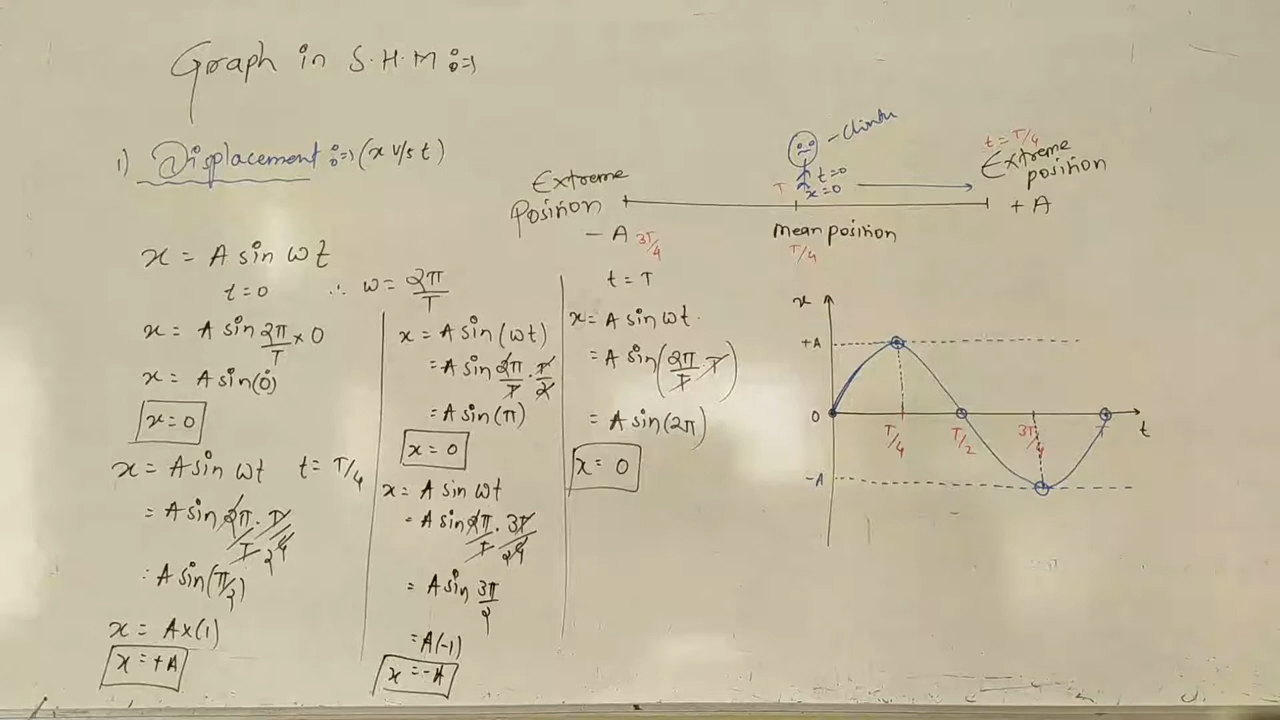 Graph in S.H.M :=>
1) Displacement :=> (x v/s t)
x = A sin ωt
t=0 ∴ ω = 2π/T
x = A sin 2π/T × 0
x = A sin(0)
x=0
x = A sin ωt t = T/4
= A sin 2π/T · T/4 2
= A sin(π/2)
x = A×(1)
x = +A
x = A sin(ωt)
= A sin 2π/T · T/2
= A sin(π)
x = 0
x = A sin ωt
= A sin 2π/T · 3T/4 2
= A sin 3π/2
= A(-1)
x = -A
t = T
x = A sin ωt
= A sin(2π/T · T)
= A sin(2π)
x = 0
Extreme
Position
- A 3T/4
T
t=0
x=0
mean position
T/4
t = T/4
Extreme
position
+ A
x
+A
0
-A
T/4
T/2
3T/4
T
t